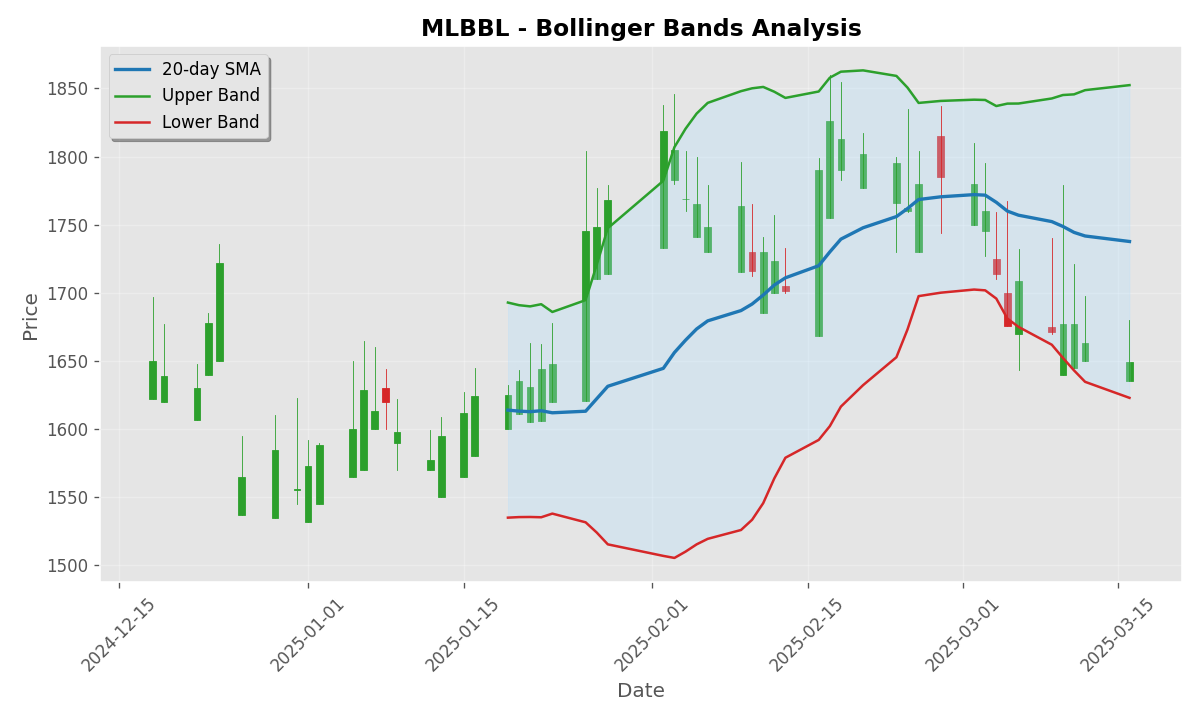 MLBBL - Bollinger Bands Analysis
20-day SMA
Upper Band
Lower Band
Price
1850
1800
1750
1700
1650
1600
1550
1500
2024-12-15
2025-01-01
2025-01-15
2025-02-01
2025-02-15
2025-03-01
2025-03-15
Date